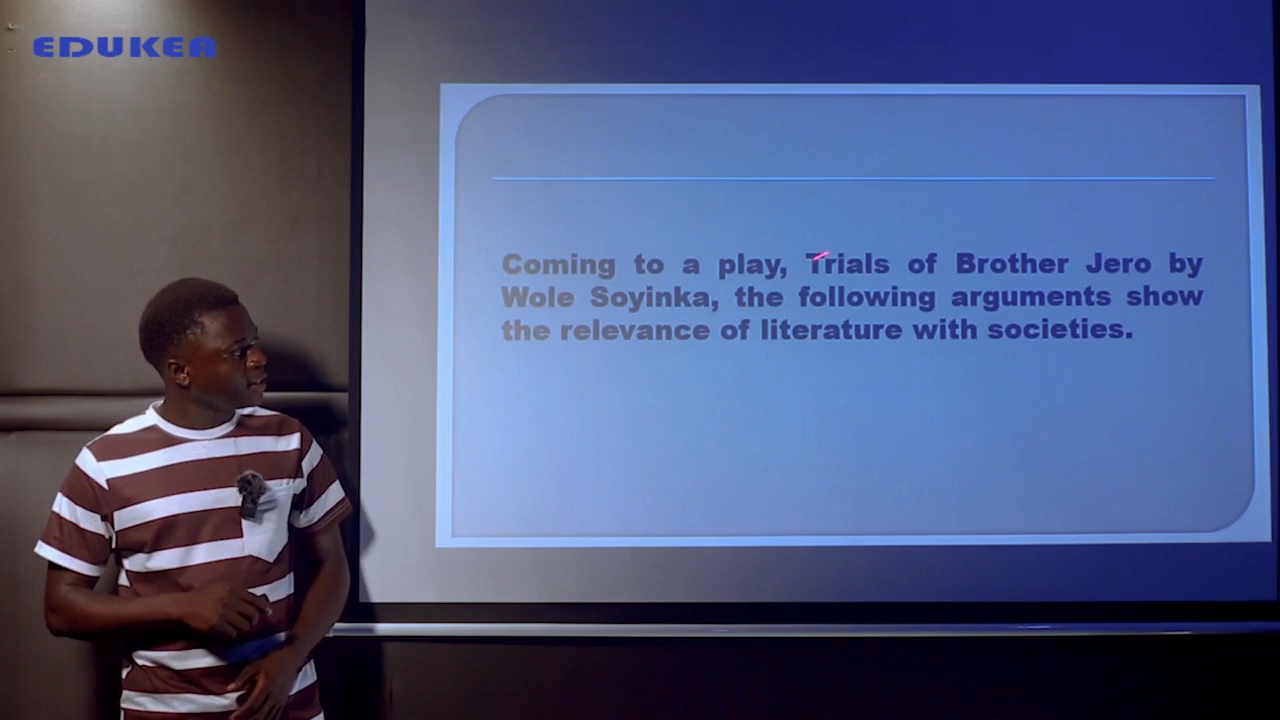 EDUKEA
Coming to a play, Trials of Brother Jero by
Wole Soyinka, the following arguments show
the relevance of literature with societies.